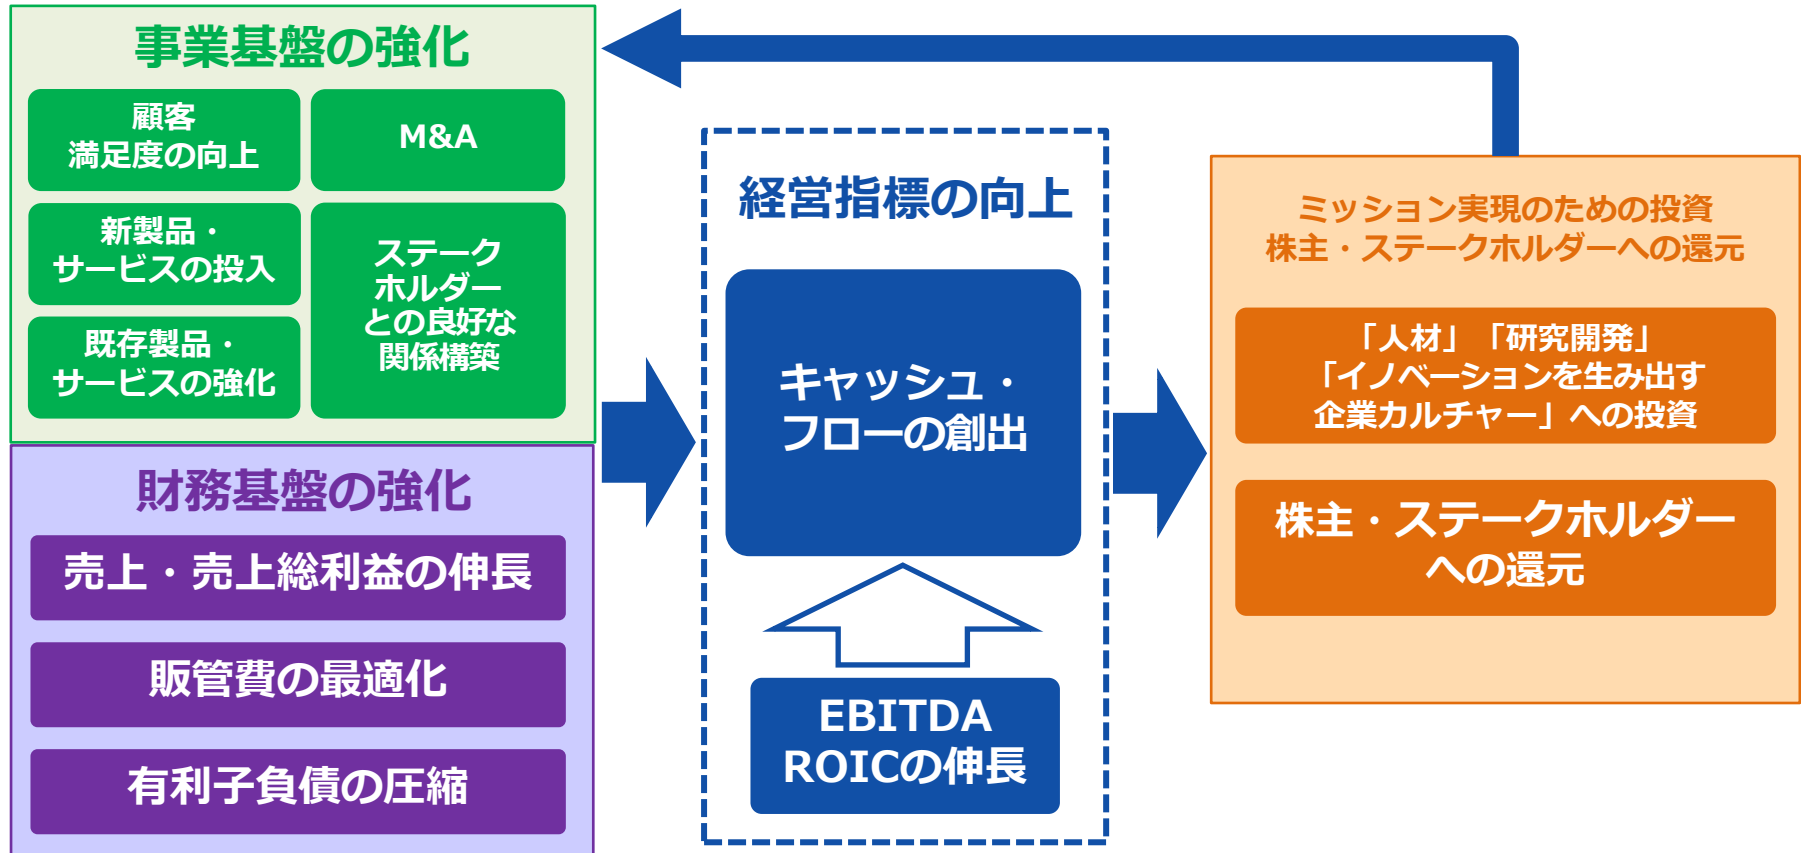 事業基盤の強化
顧客
満足度の向上
M&A
新製品・
サービスの投入
ステーク
ホルダー
との良好な
関係構築
既存製品・
サービスの強化
財務基盤の強化
売上・売上総利益の伸長
販管費の最適化
有利子負債の圧縮
経営指標の向上
キャッシュ・
フローの創出
EBITDA
ROICの伸長
ミッション実現のための投資
株主・ステークホルダーへの還元
「人材」「研究開発」
「イノベーションを生み出す
企業カルチャー」への投資
株主・ステークホルダー
への還元